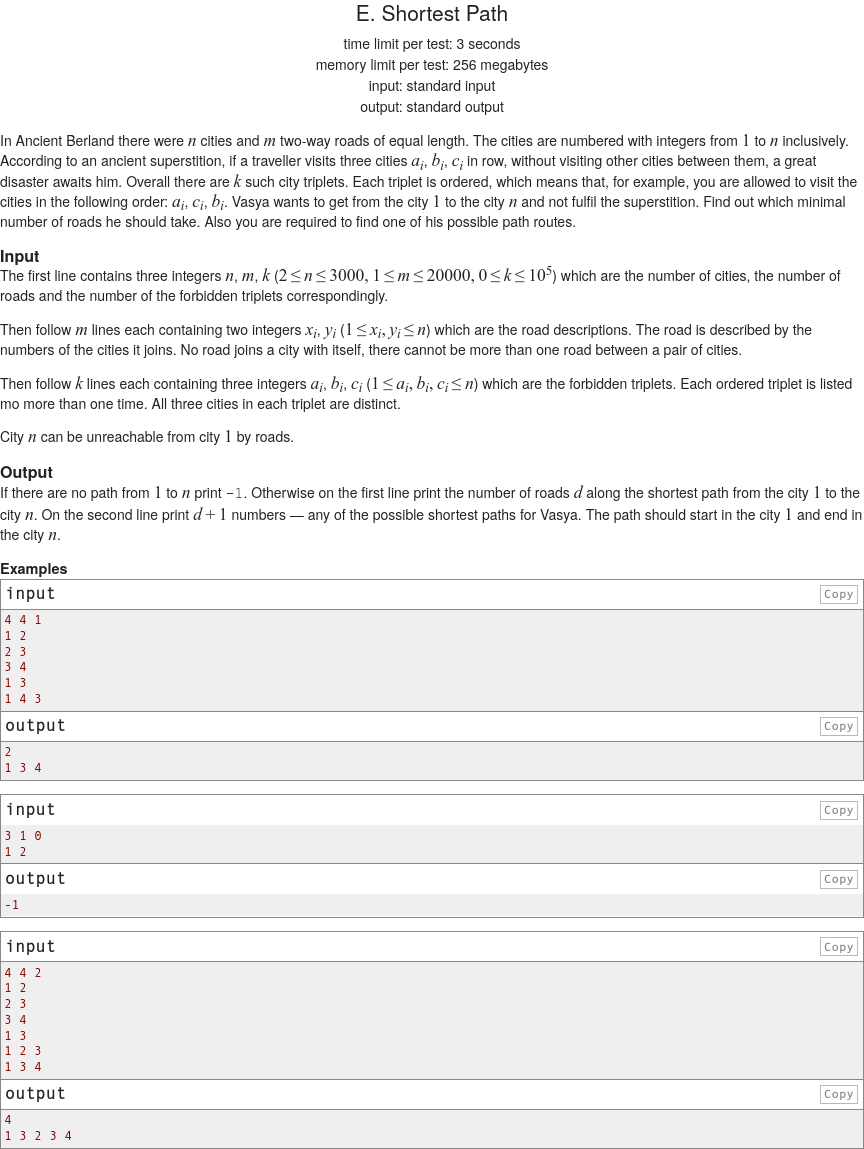 E. Shortest Path
time limit per test: 3 seconds
memory limit per test: 256 megabytes
input: standard input
output: standard output
In Ancient Berland there were n cities and m two-way roads of equal length. The cities are numbered with integers from 1 to n inclusively.
According to an ancient superstition, if a traveller visits three cities a_i, b_i, c_i in row, without visiting other cities between them, a great
disaster awaits him. Overall there are k such city triplets. Each triplet is ordered, which means that, for example, you are allowed to visit the
cities in the following order: a_i, c_i, b_i. Vasya wants to get from the city 1 to the city n and not fulfil the superstition. Find out which minimal
number of roads he should take. Also you are required to find one of his possible path routes.
Input
The first line contains three integers n, m, k (2 ≤ n ≤ 3000, 1 ≤ m ≤ 20000, 0 ≤ k ≤ 10^5) which are the number of cities, the number of
roads and the number of the forbidden triplets correspondingly.
Then follow m lines each containing two integers x_i, y_i (1 ≤ x_i, y_i ≤ n) which are the road descriptions. The road is described by the
numbers of the cities it joins. No road joins a city with itself, there cannot be more than one road between a pair of cities.
Then follow k lines each containing three integers a_i, b_i, c_i (1 ≤ a_i, b_i, c_i ≤ n) which are the forbidden triplets. Each ordered triplet is listed
mo more than one time. All three cities in each triplet are distinct.
City n can be unreachable from city 1 by roads.
Output
If there are no path from 1 to n print -1. Otherwise on the first line print the number of roads d along the shortest path from the city 1 to the
city n. On the second line print d + 1 numbers — any of the possible shortest paths for Vasya. The path should start in the city 1 and end in
the city n.
Examples
input Copy
4 4 1
1 2
2 3
3 4
1 3
1 4 3
output Copy
2
1 3 4
input Copy
3 1 0
1 2
output Copy
-1
input Copy
4 4 2
1 2
2 3
3 4
1 3
1 2 3
1 3 4
output Copy
4
1 3 2 3 4